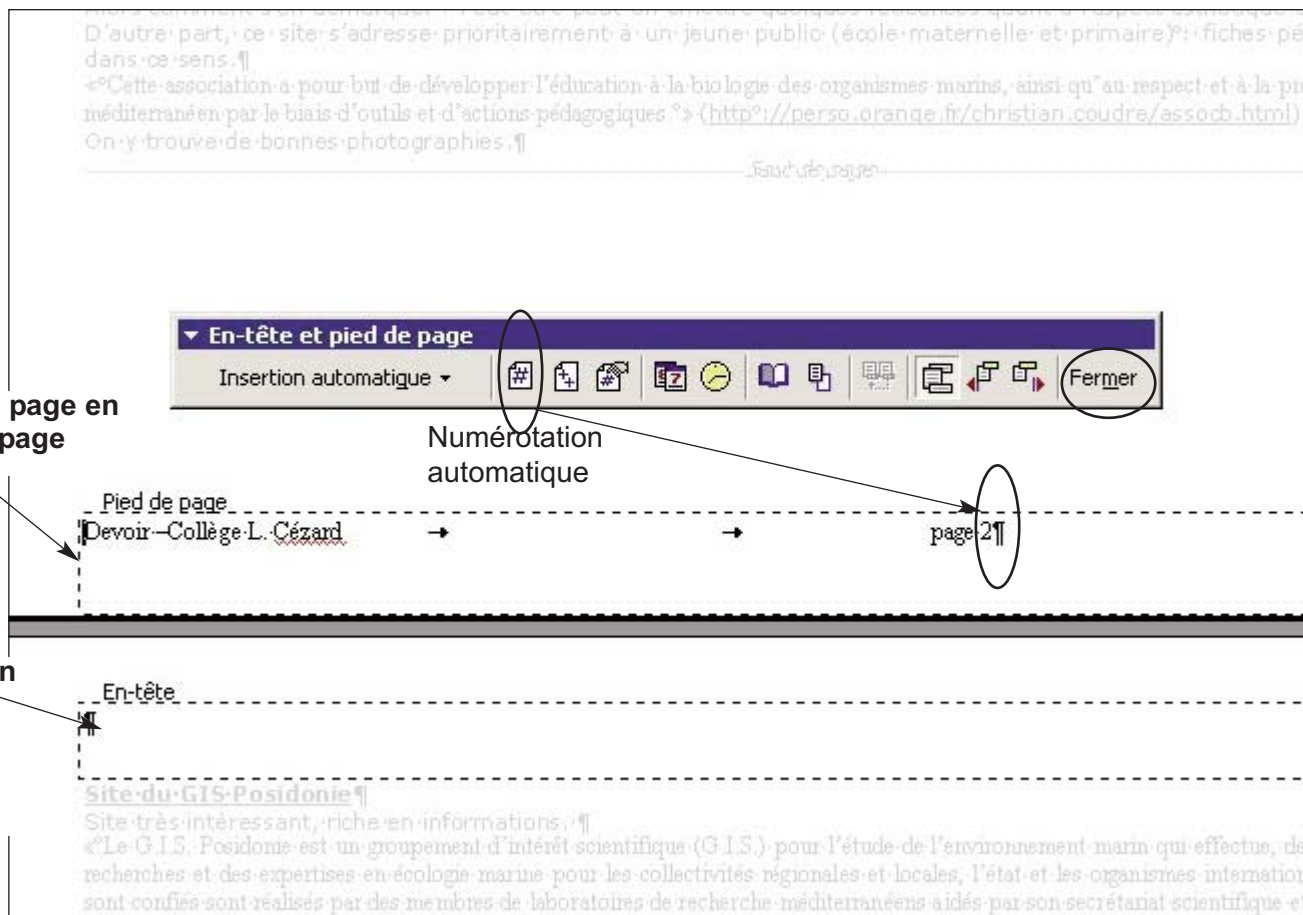 D'autre part, ce site s'adresse prioritairement à un jeune public (école maternelle et primaire)°: fiches pé
dans ce sens.¶
«°Cette association a pour but de développer l'éducation à la biologie des organismes marins, ainsi qu'au respect et à la pro
méditerranéen par le biais d'outils et d'actions pédagogiques °» (http°://perso.orange.fr/christian.coudre/assocb.html)
On y trouve de bonnes photographies.¶
Saut de page
En-tête et pied de page
Insertion automatique
Fermer
page en
page
Numérotation
automatique
Pied de page
Devoir – Collège L. Cézard → → page 2¶
n
En-tête
¶
Site du GIS Posidonie¶
Site très intéressant, riche en informations. ¶
«°Le G.I.S. Posidonie est un groupement d'intérêt scientifique (G.I.S.) pour l'étude de l'environnement marin qui effectue, de
recherches et des expertises en écologie marine pour les collectivités régionales et locales, l'état et les organismes internation
sont confiés sont réalisés par des membres de laboratoires de recherche méditerranéens aidés par son secrétariat scientifique et